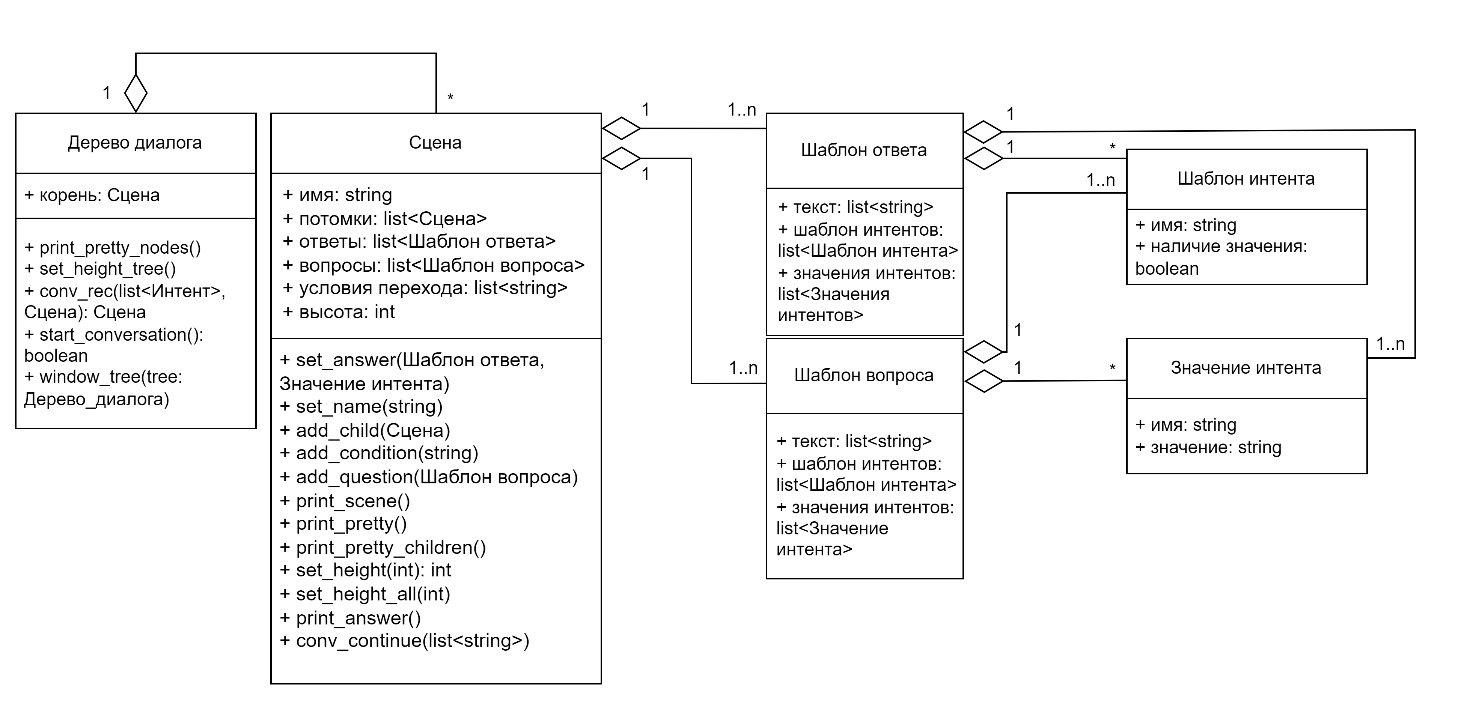 1
*
Дерево диалога
+ корень: Сцена
+ print_pretty_nodes()
+ set_height_tree()
+ conv_rec(list<Интент>,
Сцена): Сцена
+ start_conversation():
boolean
+ window_tree(tree:
Дерево_диалога)
Сцена
+ имя: string
+ потомки: list<Сцена>
+ ответы: list<Шаблон ответа>
+ вопросы: list<Шаблон вопроса>
+ условия перехода: list<string>
+ высота: int
+ set_answer(Шаблон ответа,
Значение интента)
+ set_name(string)
+ add_child(Сцена)
+ add_condition(string)
+ add_question(Шаблон вопроса)
+ print_scene()
+ print_pretty()
+ print_pretty_children()
+ set_height(int): int
+ set_height_all(int)
+ print_answer()
+ conv_continue(list<string>)
1
1..n
1
1..n
Шаблон ответа
+ текст: list<string>
+ шаблон интентов:
list<Шаблон интента>
+ значения интентов:
list<Значения
интентов>
Шаблон вопроса
+ текст: list<string>
+ шаблон интентов:
list<Шаблон интента>
+ значения интентов:
list<Значение
интента>
1
1
*
1..n
1
1
*
1..n
Шаблон интента
+ имя: string
+ наличие значения:
boolean
Значение интента
+ имя: string
+ значение: string